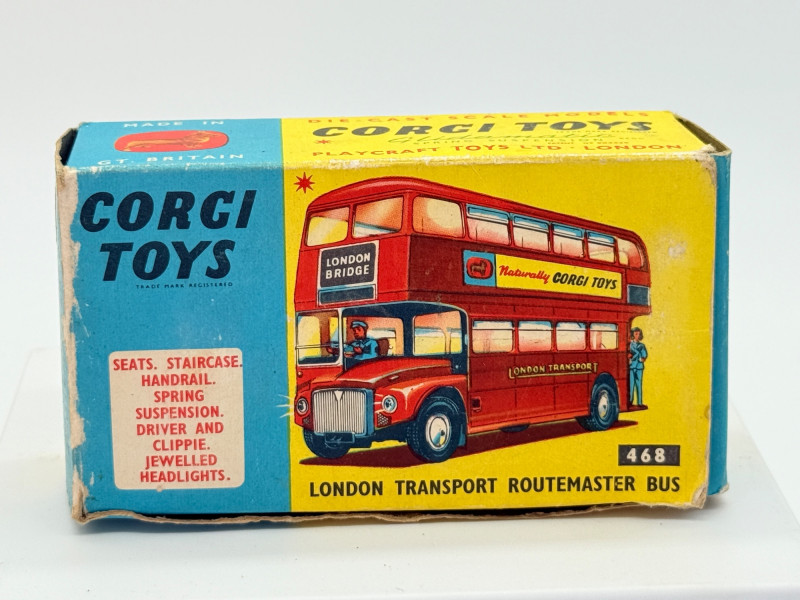 MADE IN
GT. BRITAIN
DIE-CAST SCALE MODELS
CORGI TOYS
PLAYCRAFT TOYS LTD · LONDON
CORGI
TOYS
TRADE MARK REGISTERED
SEATS. STAIRCASE.
HANDRAIL.
SPRING
SUSPENSION.
DRIVER AND
CLIPPIE.
JEWELLED
HEADLIGHTS.
LONDON
BRIDGE
Naturally CORGI TOYS
LONDON TRANSPORT
468
LONDON TRANSPORT ROUTEMASTER BUS